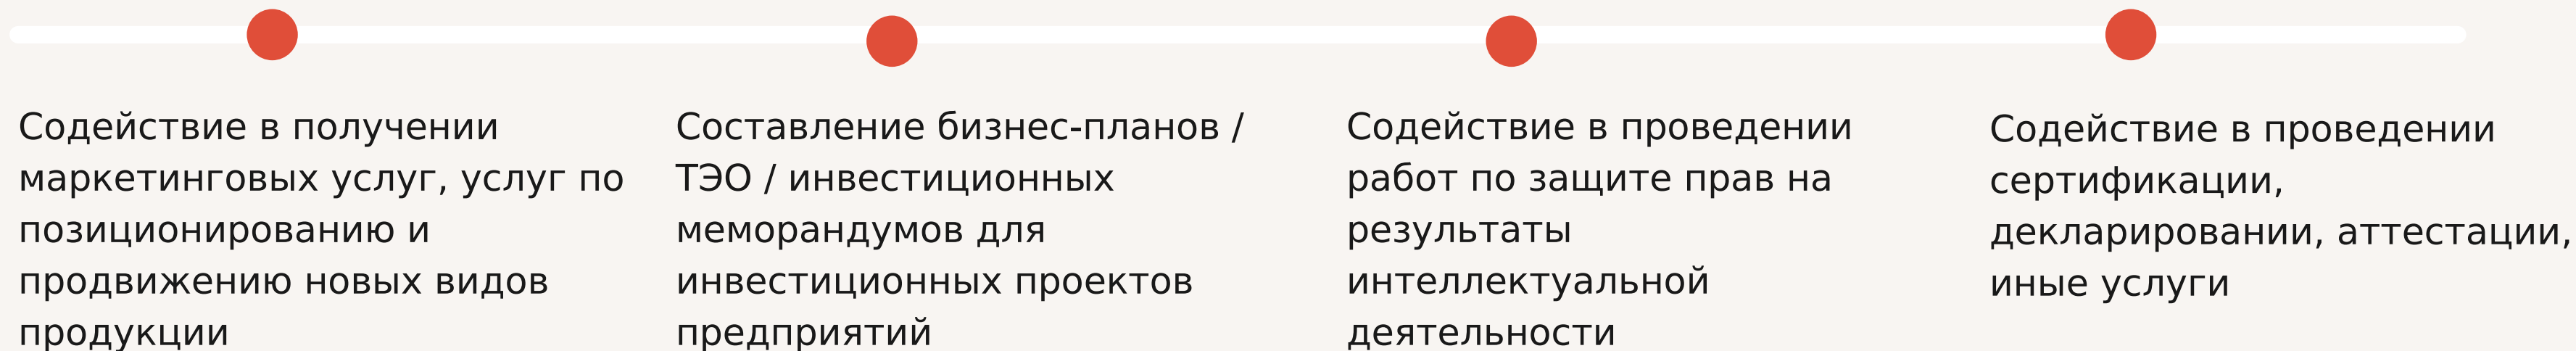 Содействие в получении
маркетинговых услуг, услуг по
позиционированию и
продвижению новых видов
продукции
Составление бизнес-планов /
ТЭО / инвестиционных
меморандумов для
инвестиционных проектов
предприятий
Содействие в проведении
работ по защите прав на
результаты
интеллектуальной
деятельности
Содействие в проведении
сертификации,
декларировании, аттестации,
иные услуги